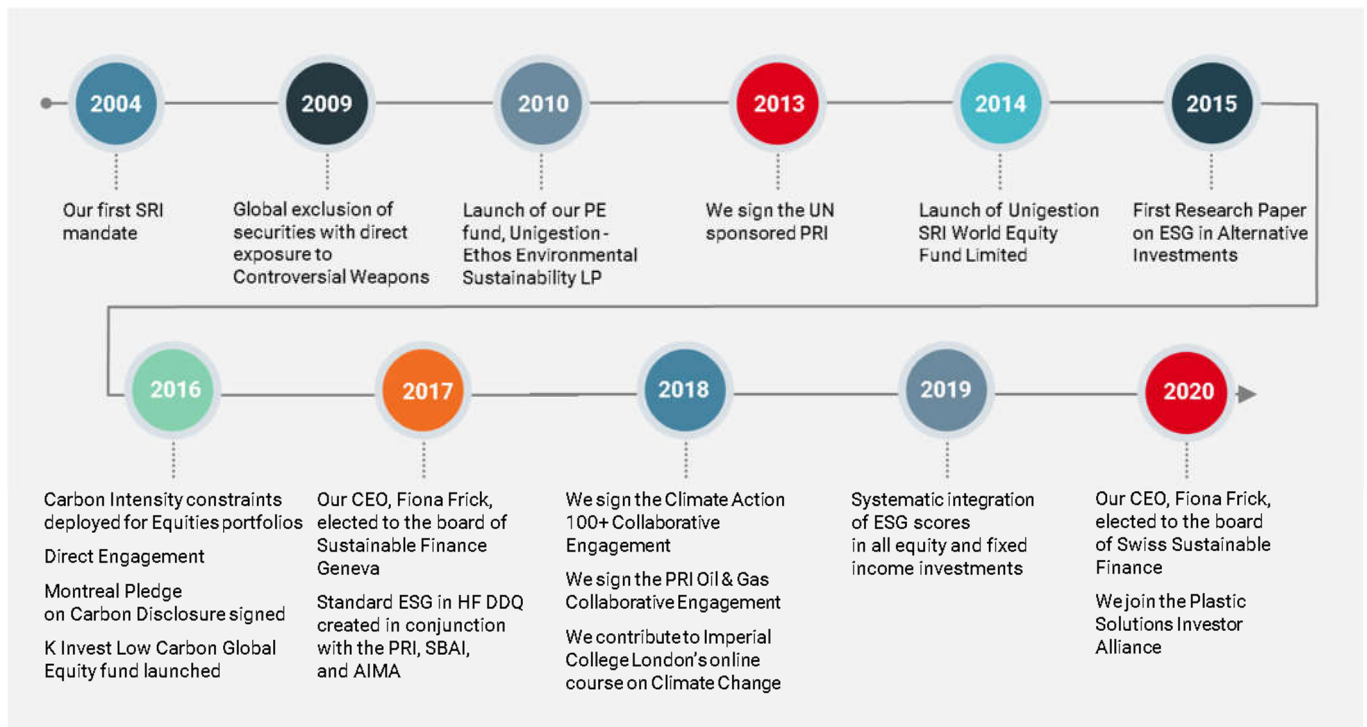 2004
2009
2010
2013
2014
2015
Our first SRI
mandate
Global exclusion of
securities with direct
exposure to
Controversial Weapons
Launch of our PE
fund, Unigestion -
Ethos Environmental
Sustainability LP
We sign the UN
sponsored PRI
Launch of Unigestion
SRI World Equity
Fund Limited
First Research Paper
on ESG in Alternative
Investments
2016
2017
2018
2019
2020
Carbon Intensity constraints
deployed for Equities portfolios
Direct Engagement
Montreal Pledge
on Carbon Disclosure signed
K Invest Low Carbon Global
Equity fund launched
Our CEO, Fiona Frick,
elected to the board of
Sustainable Finance
Geneva
Standard ESG in HF DDQ
created in conjunction
with the PRI, SBAI,
and AIMA
We sign the Climate Action
100+ Collaborative
Engagement
We sign the PRI Oil & Gas
Collaborative Engagement
We contribute to Imperial
College London's online
course on Climate Change
Systematic integration
of ESG scores
in all equity and fixed
income investments
Our CEO, Fiona Frick,
elected to the board
of Swiss Sustainable
Finance
We join the Plastic
Solutions Investor
Alliance